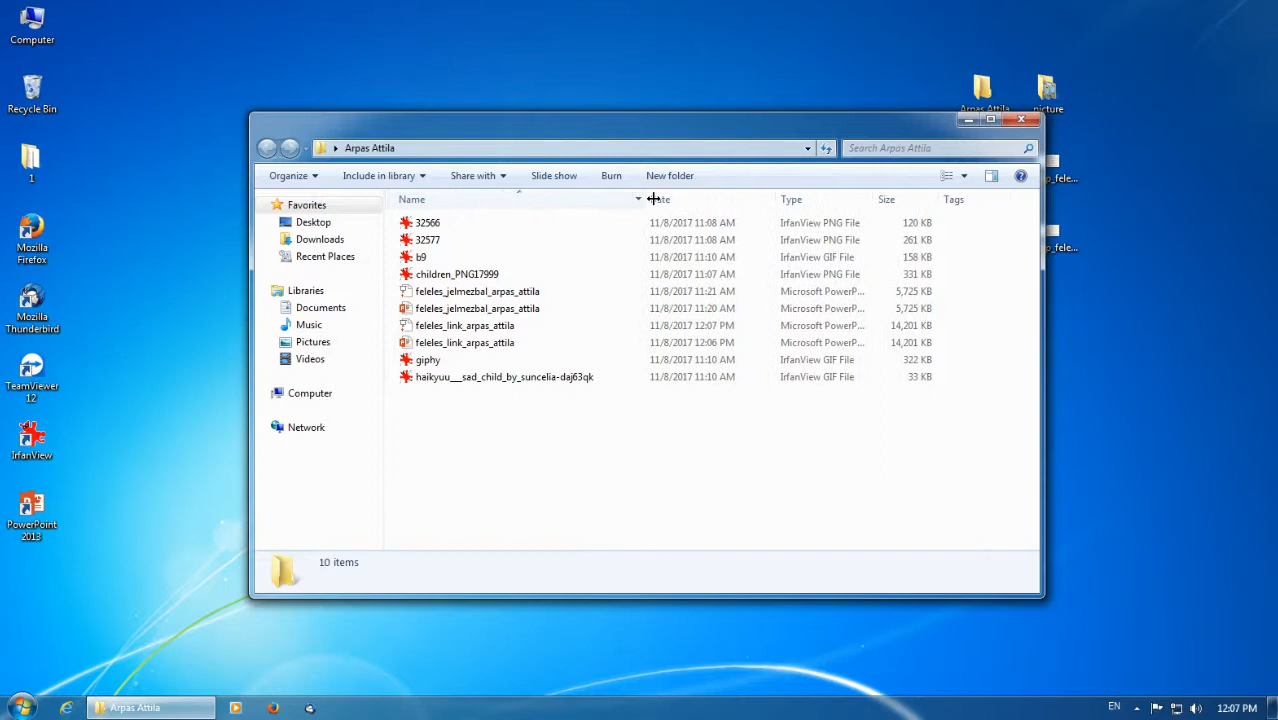 Computer
Recycle Bin
1
Mozilla
Firefox
Mozilla
Thunderbird
TeamViewer
12
IrfanView
PowerPoint
2013
Arpas Attila
picture
Arpas Attila
Search Arpas Attila
Organize
Include in library
Share with
Slide show
Burn
New folder
Favorites
Desktop
Downloads
Recent Places
Libraries
Documents
Music
Pictures
Videos
Computer
Network
Name Type Size Tags
32566 11/8/2017 11:08 AM IrfanView PNG File 120 KB
32577 11/8/2017 11:08 AM IrfanView PNG File 261 KB
b9 11/8/2017 11:10 AM IrfanView GIF File 158 KB
children_PNG17999 11/8/2017 11:07 AM IrfanView PNG File 331 KB
feleles_jelmezbal_arpas_attila 11/8/2017 11:21 AM Microsoft PowerP... 5,725 KB
feleles_jelmezbal_arpas_attila 11/8/2017 11:20 AM Microsoft PowerP... 5,725 KB
feleles_link_arpas_attila 11/8/2017 12:07 PM Microsoft PowerP... 14,201 KB
feleles_link_arpas_attila 11/8/2017 12:06 PM Microsoft PowerP... 14,201 KB
giphy 11/8/2017 11:10 AM IrfanView GIF File 322 KB
haikyuu___sad_child_by_suncelia-daj63qk 11/8/2017 11:10 AM IrfanView GIF File 33 KB
10 items
Arpas Attila
EN
12:07 PM